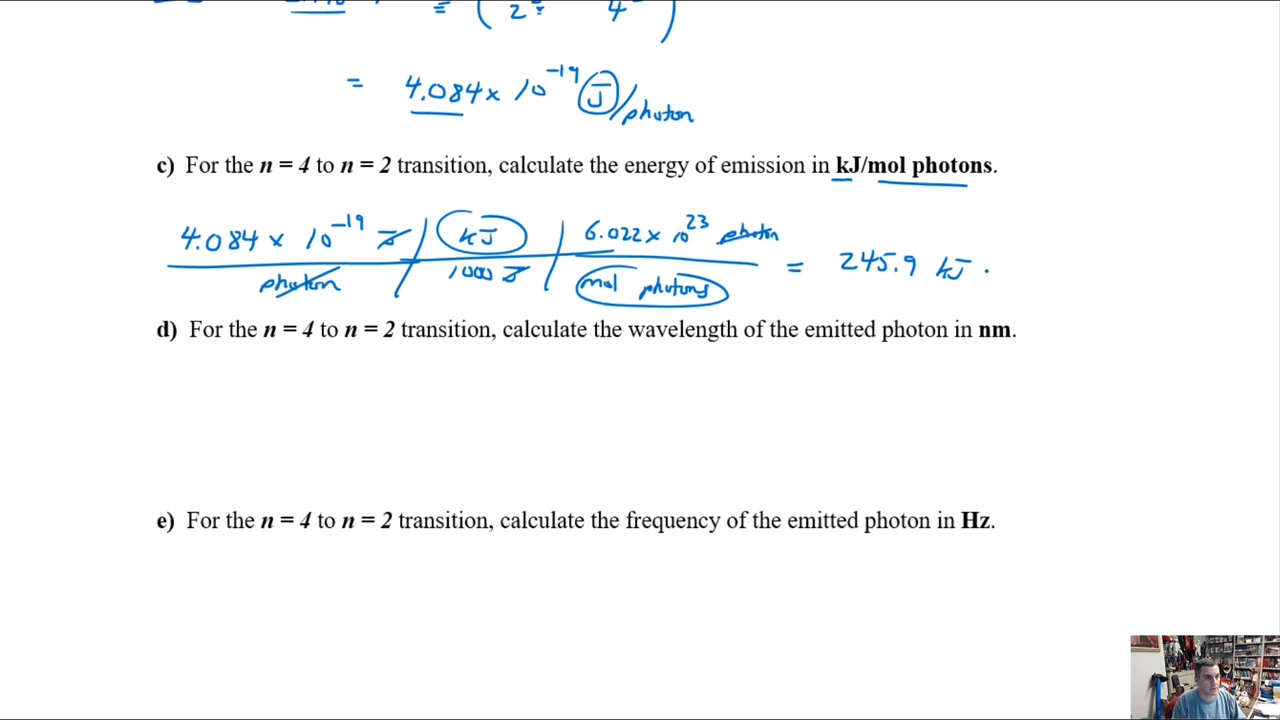 = ( 2² 4
= 4.084 x 10⁻¹⁹ J/photon
c) For the n = 4 to n = 2 transition, calculate the energy of emission in kJ/mol photons.
4.084 x 10⁻¹⁹ J | kJ | 6.022 x 10²³ photon
photon | 1000 J | mol photons = 245.9 kJ
d) For the n = 4 to n = 2 transition, calculate the wavelength of the emitted photon in nm.
e) For the n = 4 to n = 2 transition, calculate the frequency of the emitted photon in Hz.